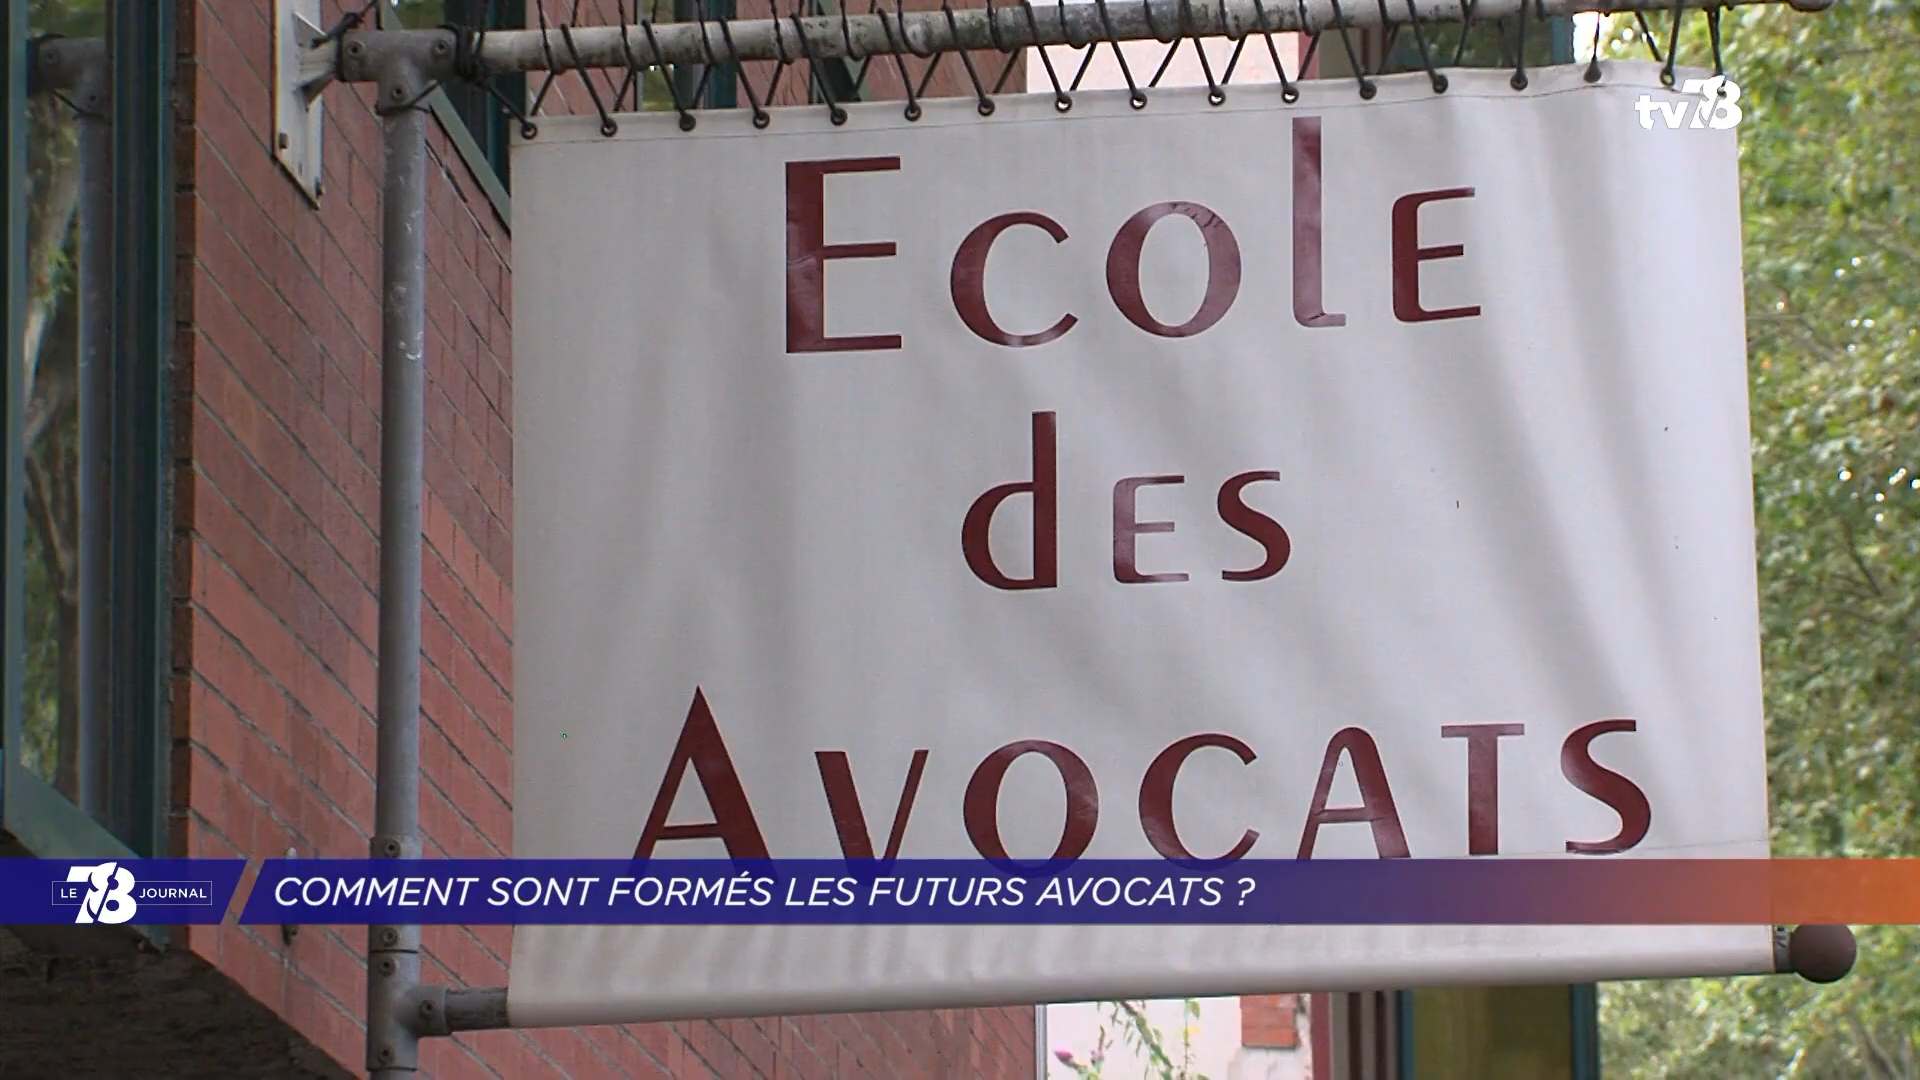 tv78
EcolE
dEs
AvocATs
LE 78 JOURNAL
COMMENT SONT FORMÉS LES FUTURS AVOCATS ?